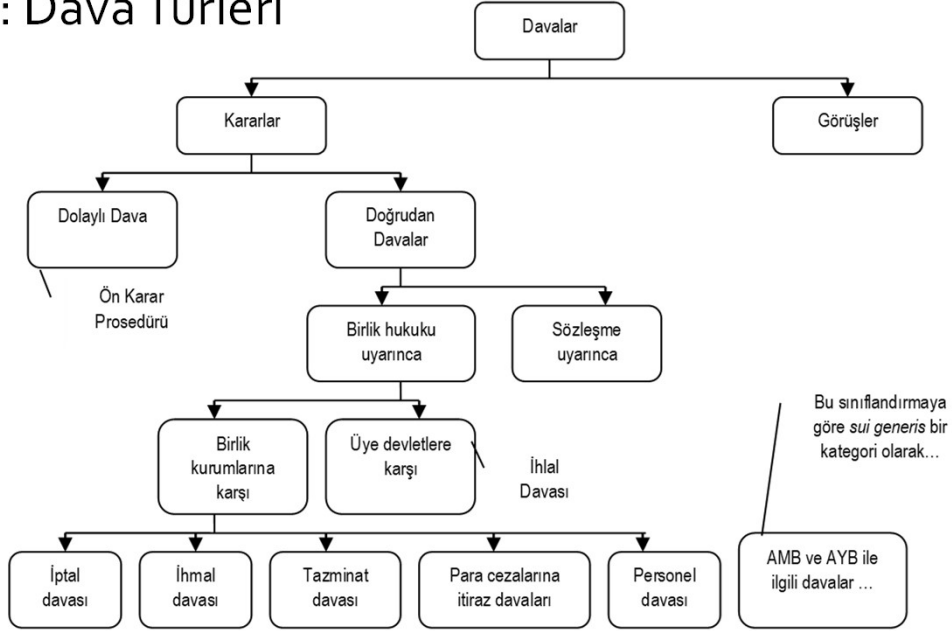 : Dava Türleri
Davalar
Kararlar
Görüşler
Dolaylı Dava
Doğrudan
Davalar
Ön Karar
Prosedürü
Birlik hukuku
uyarınca
Sözleşme
uyarınca
Birlik
kurumlarına
karşı
Üye devletlere
karşı
İhlal
Davası
Bu sınıflandırmaya
göre sui generis bir
kategori olarak…
İptal
davası
İhmal
davası
Tazminat
davası
Para cezalarına
itiraz davaları
Personel
davası
AMB ve AYB ile
ilgili davalar …